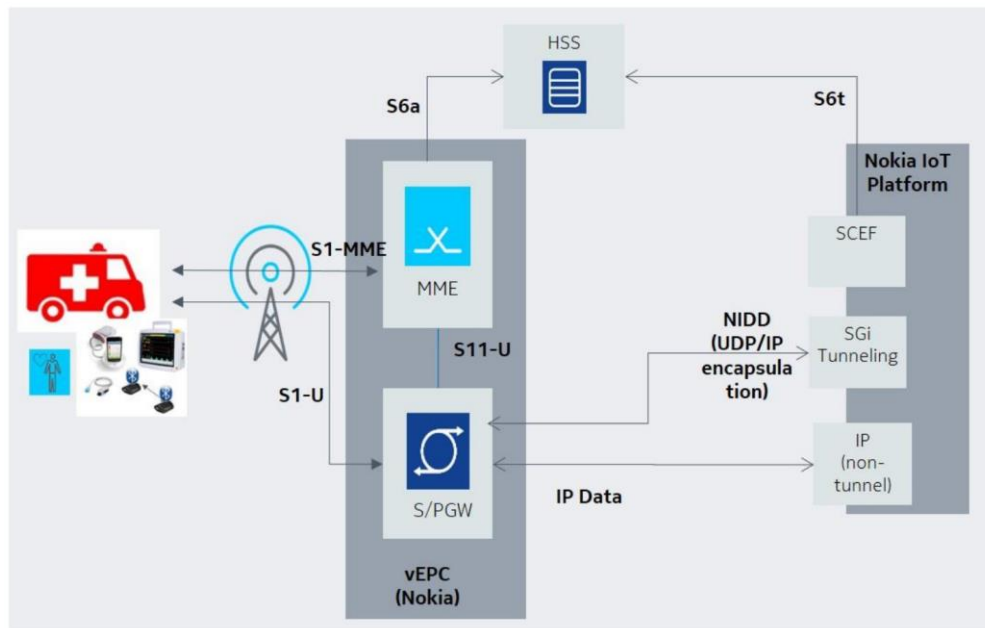 HSS
S6a
S6t
Nokia IoT
Platform
SCEF
S1-MME
MME
NIDD
(UDP/IP
encapsula
tion)
SGi
Tunneling
S11-U
S1-U
IP
(non-
tunnel)
IP Data
S/PGW
vEPC
(Nokia)